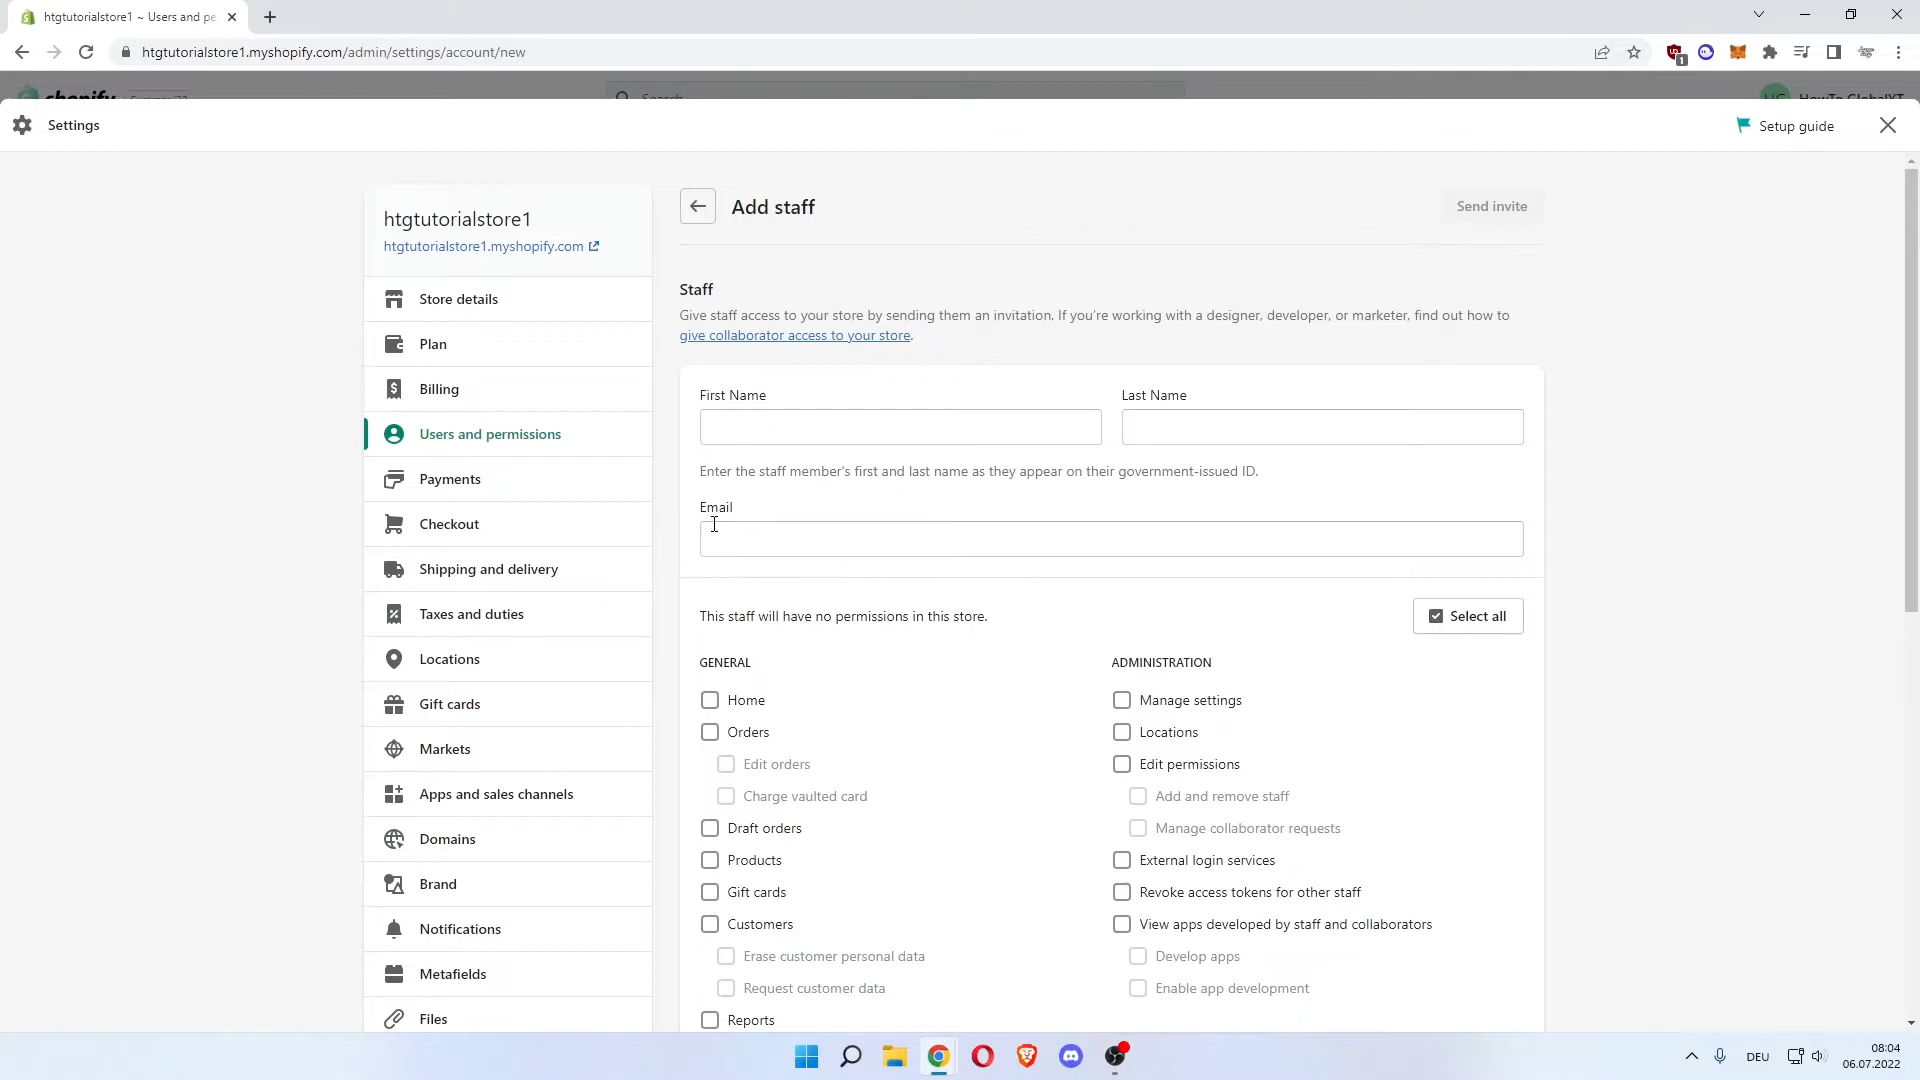 htgtutorialstore1 ~ Users and pe
htgtutorialstore1.myshopify.com/admin/settings/account/new
1
shopify
Search
HowTo GlobalYT
Settings
Setup guide
htgtutorialstore1
htgtutorialstore1.myshopify.com
Store details
Plan
Billing
Users and permissions
Payments
Checkout
Shipping and delivery
Taxes and duties
Locations
Gift cards
Markets
Apps and sales channels
Domains
Brand
Notifications
Metafields
Files
Add staff
Send invite
Staff
Give staff access to your store by sending them an invitation. If you're working with a designer, developer, or marketer, find out how to
give collaborator access to your store.
First Name
Last Name
Enter the staff member's first and last name as they appear on their government-issued ID.
Email
This staff will have no permissions in this store.
Select all
GENERAL
Home
Orders
Edit orders
Charge vaulted card
Draft orders
Products
Gift cards
Customers
Erase customer personal data
Request customer data
Reports
ADMINISTRATION
Manage settings
Locations
Edit permissions
Add and remove staff
Manage collaborator requests
External login services
Revoke access tokens for other staff
View apps developed by staff and collaborators
Develop apps
Enable app development
DEU
08:04
06.07.2022